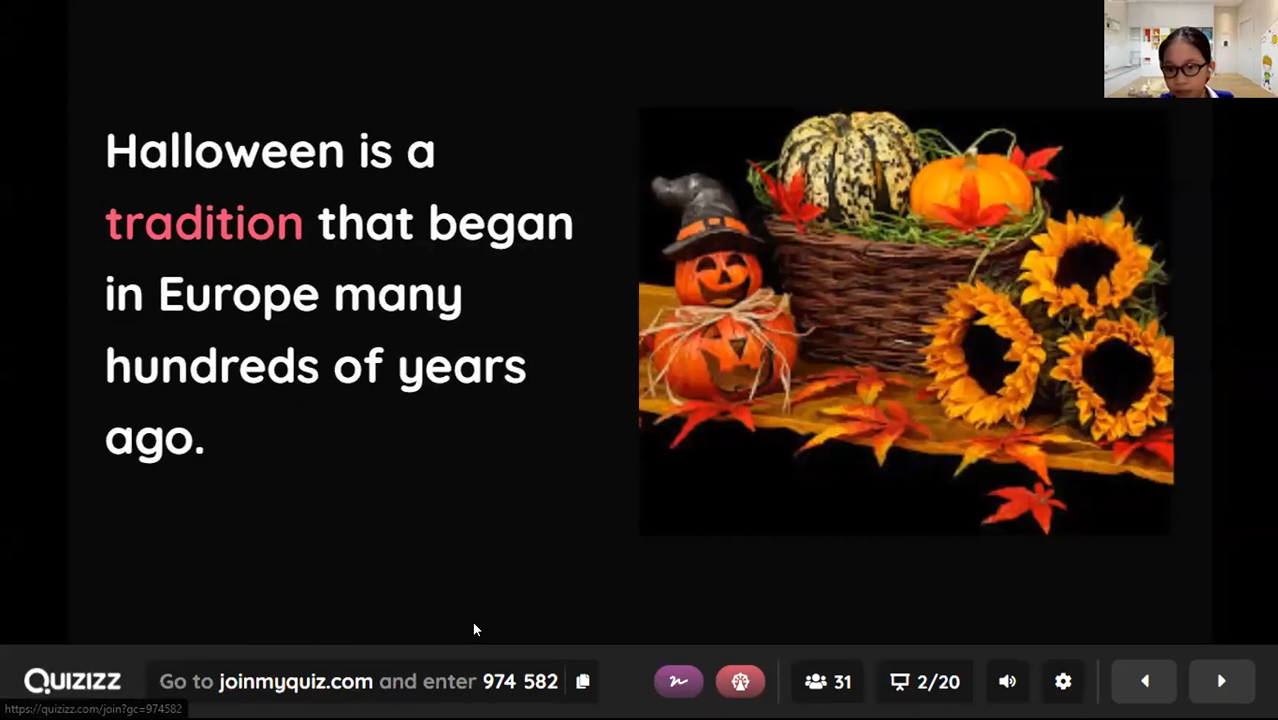 Halloween is a
tradition that began
in Europe many
hundreds of years
ago.
Quizizz Go to joinmyquiz.com and enter 974 582 31 2/20
https://quizizz.com/join?gc=974582